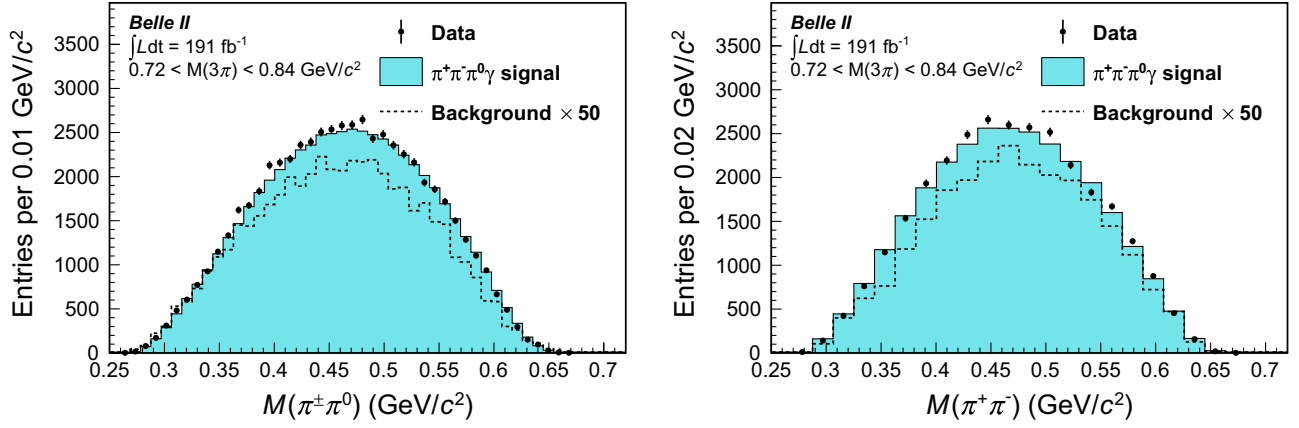 Belle II
∫Ldt = 191 fb⁻¹
0.72 < M(3π) < 0.84 GeV/c²
Data
π⁺π⁻π⁰γ signal
Background × 50
Entries per 0.01 GeV/c²
3500
3000
2500
2000
1500
1000
500
0
0.25 0.3 0.35 0.4 0.45 0.5 0.55 0.6 0.65 0.7
M(π±π⁰) (GeV/c²)
Belle II
∫Ldt = 191 fb⁻¹
0.72 < M(3π) < 0.84 GeV/c²
Data
π⁺π⁻π⁰γ signal
Background × 50
Entries per 0.02 GeV/c²
3500
3000
2500
2000
1500
1000
500
0
0.25 0.3 0.35 0.4 0.45 0.5 0.55 0.6 0.65 0.7
M(π⁺π⁻) (GeV/c²)